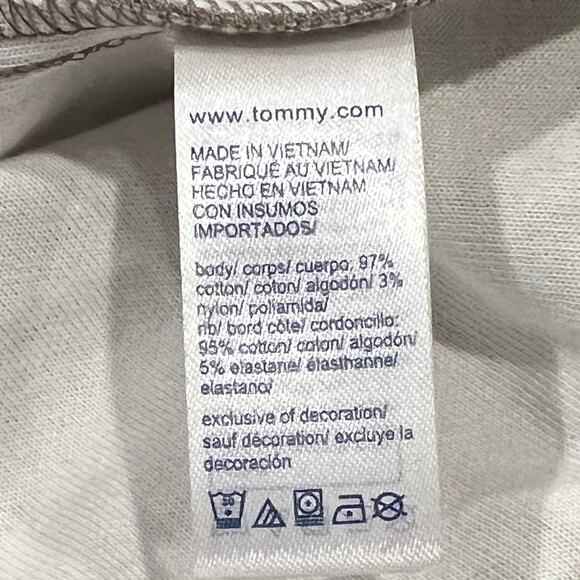 www.tommy.com
MADE IN VIETNAM/
FABRIQUÉ AU VIETNAM/
HECHO EN VIETNAM
CON INSUMOS
IMPORTADOS/
body/ corps/ cuerpo: 97%
cotton/ coton/ algodón/ 3%
nylon/ poliamida/
rib/ bord côte/ cordoncillo:
95% cotton/ coton/ algodón/
5% elastane/ élasthanne/
elastano/
exclusive of decoration/
sauf décoration/ excluye la
decoración
30